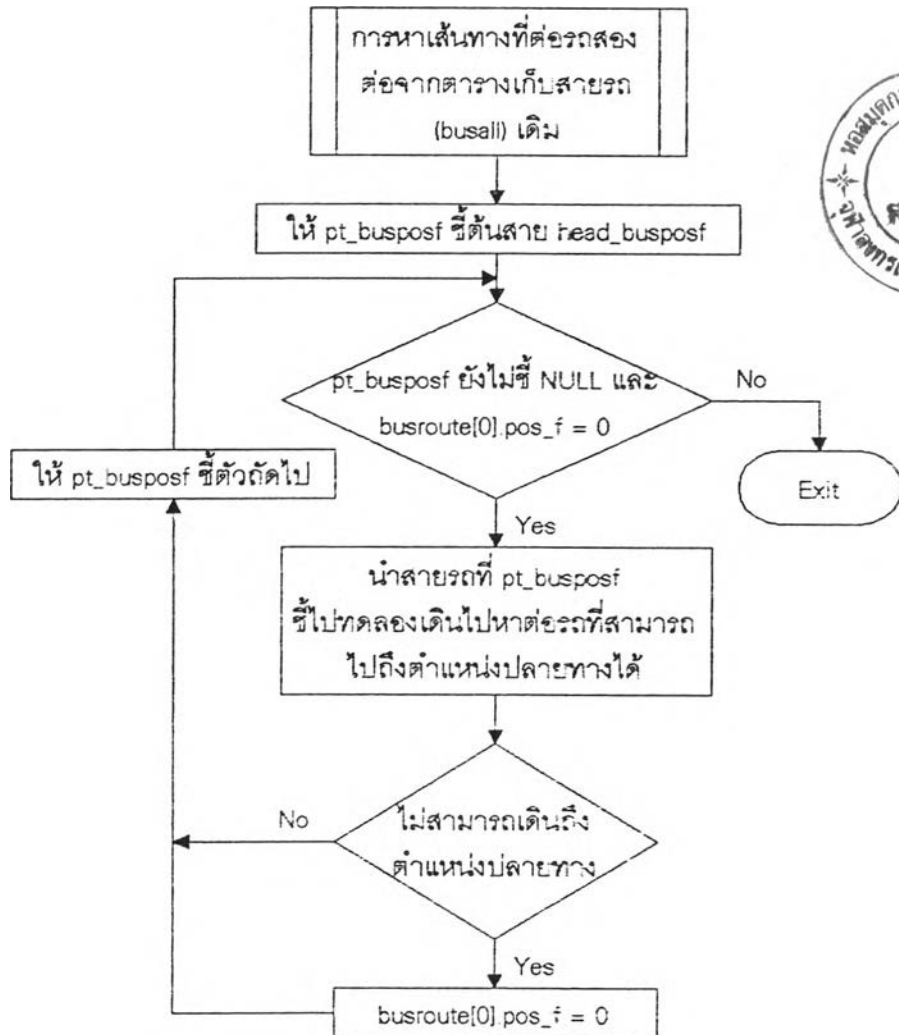 การหาเส้นทางที่ต่อรถสอง
ต่อจากตารางเก็บสายรถ
(busall) เดิม
ให้ pt_busposf ชี้ต้นสาย head_busposf
pt_busposf ยังไม่ชี้ NULL และ
busroute[0].pos_f = 0
No
Exit
ให้ pt_busposf ชี้ตัวถัดไป
Yes
นำสายรถที่ pt_busposf
ชี้ไปทดลองเดินไปหาต่อรถที่สามารถ
ไปถึงตำแหน่งปลายทางได้
No
ไม่สามารถเดินถึง
ตำแหน่งปลายทาง
Yes
busroute[0].pos_f = 0